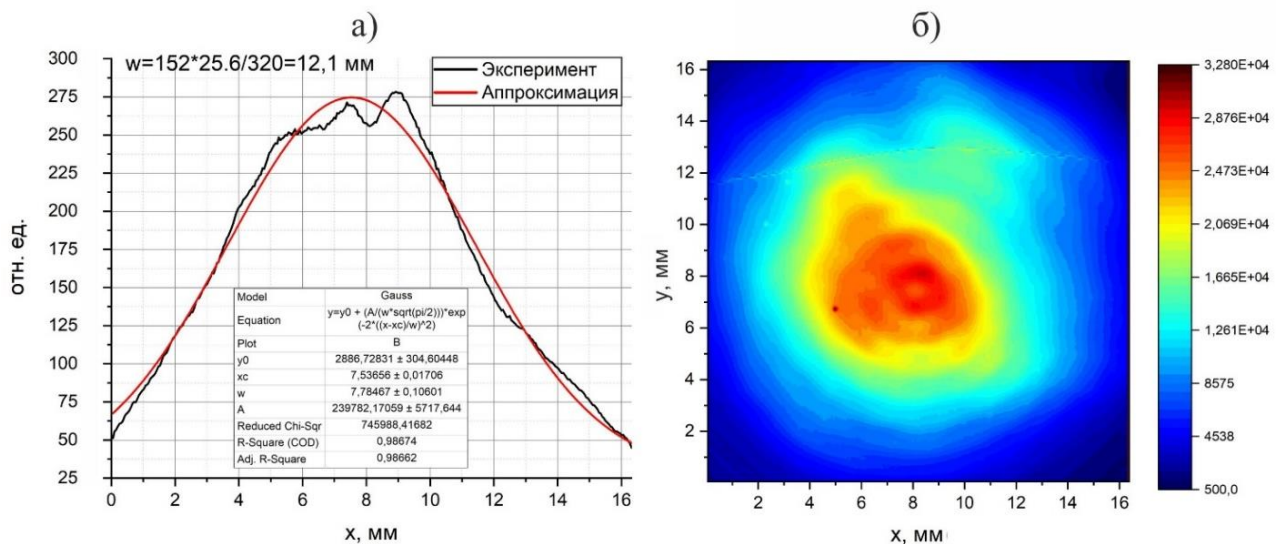 а)
w=152*25.6/320=12,1 мм
Эксперимент
Аппроксимация
300
275
250
225
200
175
150
125
100
75
50
25
отн. ед.
Model Gauss
Equation y=y0 + (A/(w*sqrt(pi/2)))*exp
(-2*((x-xc)/w)^2)
Plot B
y0 2886,72831 ± 304,60448
xc 7,53656 ± 0,01706
w 7,78467 ± 0,10601
A 239782,17059 ± 5717,644
Reduced Chi-Sqr 745988,41682
R-Square (COD) 0,98674
Adj. R-Square 0,98662
0 2 4 6 8 10 12 14 16
х, мм
б)
16
14
12
10
8
6
4
2
у, мм
2 4 6 8 10 12 14 16
х, мм
3,280E+04
2,876E+04
2,473E+04
2,069E+04
1,665E+04
1,261E+04
8575
4538
500,0